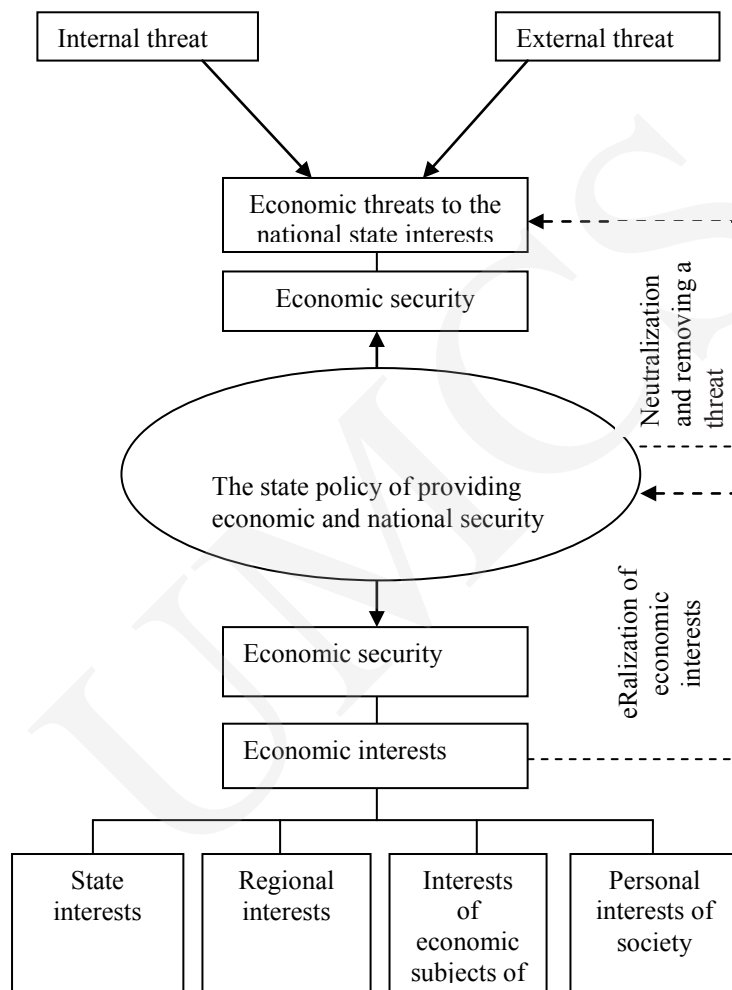 Internal threat
External threat
Economic threats to the
national state interests
Economic security
Neutralization
and removing a
threat
The state policy of providing
economic and national security
eRalization of
economic
interests
Economic security
Economic interests
State
interests
Regional
interests
Interests
of
economic
subjects of
Personal
interests of
society
UMCS